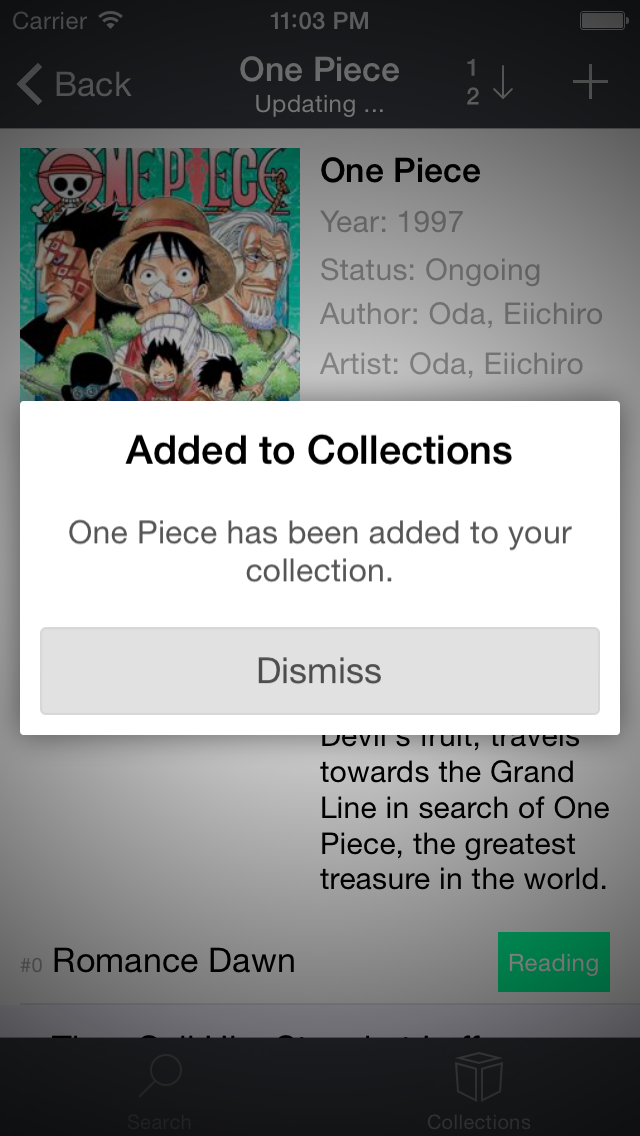 Carrier
11:03 PM
Back
One Piece
Updating ...
1
2
ONE PIECE
One Piece
Year: 1997
Status: Ongoing
Author: Oda, Eiichiro
Artist: Oda, Eiichiro
Added to Collections
One Piece has been added to your
collection.
Dismiss
Devil's fruit, travels
towards the Grand
Line in search of One
Piece, the greatest
treasure in the world.
#0 Romance Dawn
Reading
Search
Collections